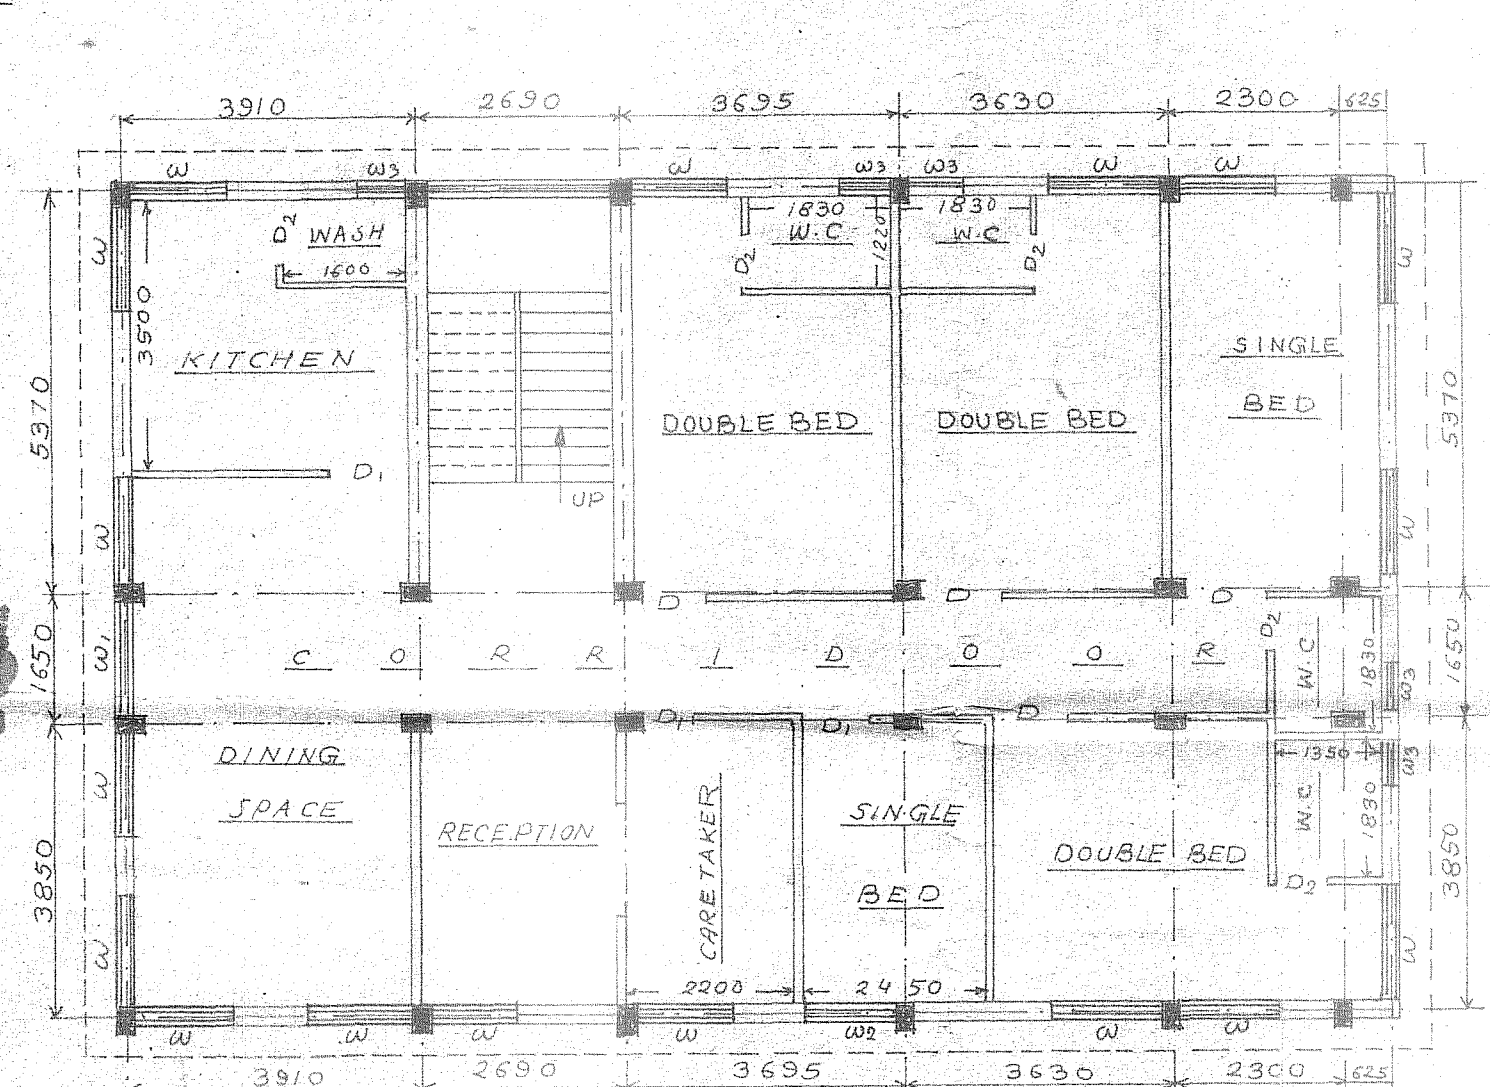 3910 2690 3695 3630 2300 625
W W3 W W3 W3 W W
D2 WASH 1830 1830
W.C W.C
W 1600 1220 D2 D2 W
3500
KITCHEN SINGLE
BED
5370 DOUBLE BED DOUBLE BED 5370
D1
UP
W W
D D D
D2
1650 W1 C O R R I D O O R W.C 1830 W3 1650
D1 D1 D
DINING 1350 W3
W SPACE RECEPTION CARE TAKER SINGLE W.C 1830
DOUBLE BED
3850 BED D2 3850
W W
2200 2450
W W W W W2 W W
3910 2690 3695 3630 2300 625